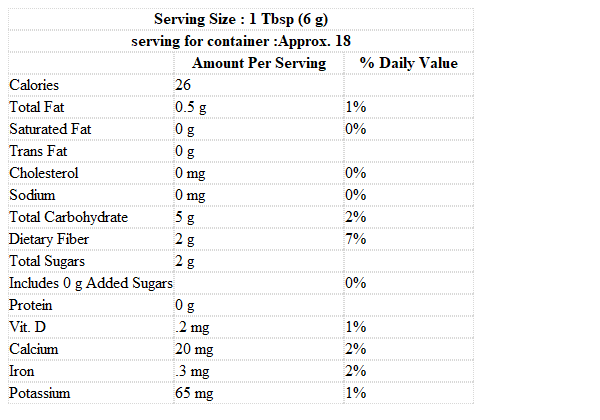 Serving Size : 1 Tbsp (6 g)
serving for container :Approx. 18
Amount Per Serving % Daily Value
Calories 26
Total Fat 0.5 g 1%
Saturated Fat 0 g 0%
Trans Fat 0 g
Cholesterol 0 mg 0%
Sodium 0 mg 0%
Total Carbohydrate 5 g 2%
Dietary Fiber 2 g 7%
Total Sugars 2 g
Includes 0 g Added Sugars 0%
Protein 0 g
Vit. D .2 mg 1%
Calcium 20 mg 2%
Iron .3 mg 2%
Potassium 65 mg 1%